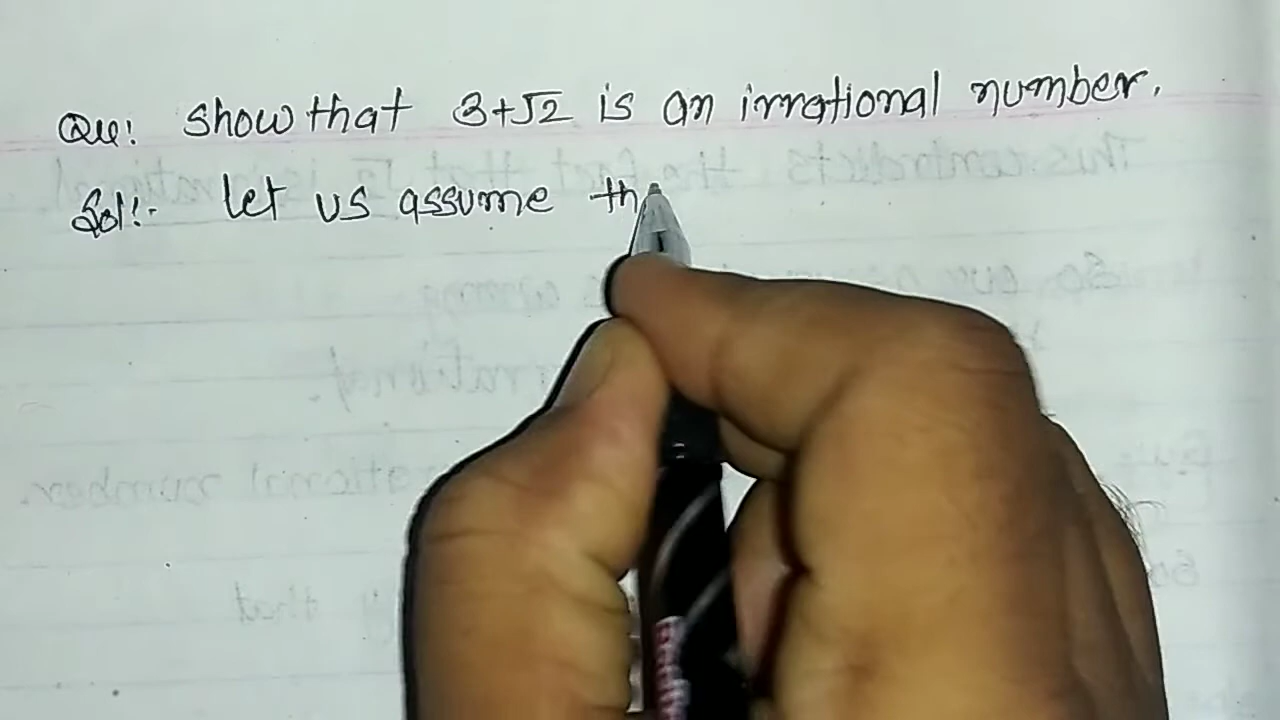 Que: show that 3+√2 is an irrational number.
Sol:- let us assume th